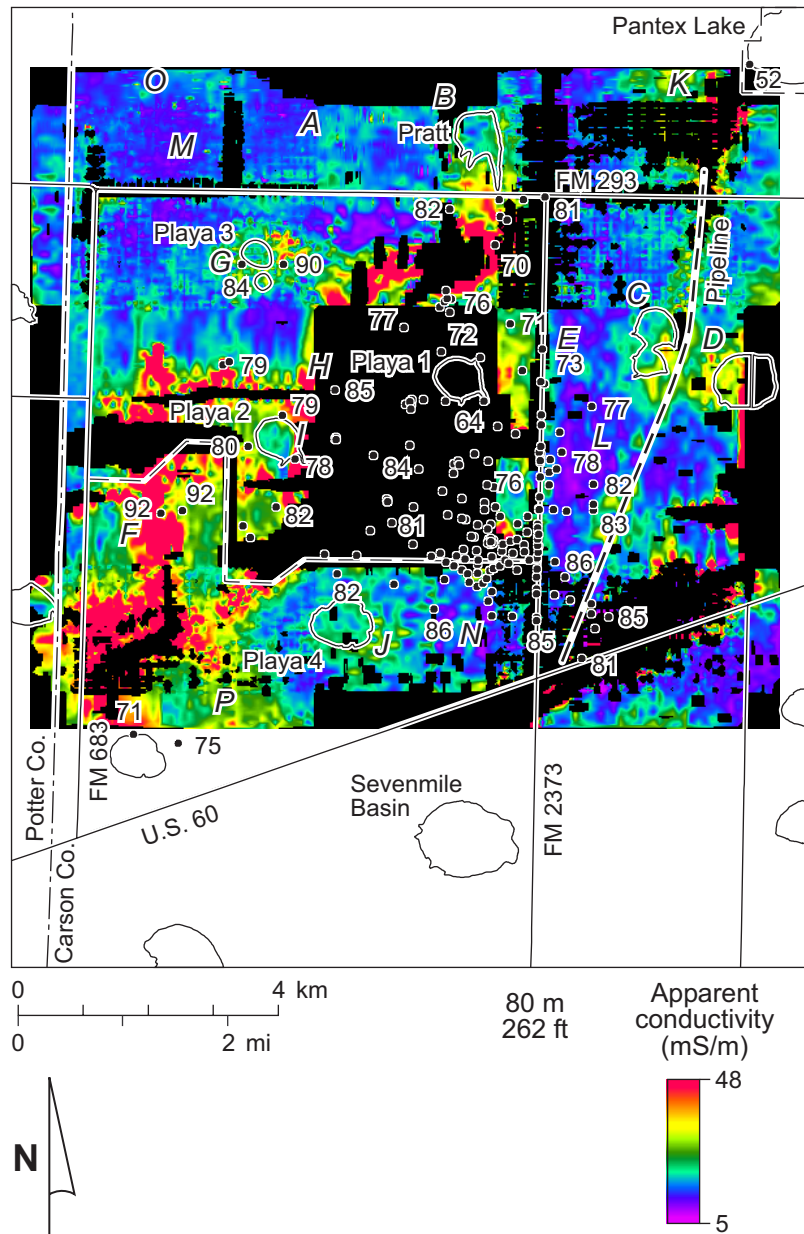 Pantex Lake
52
O
K
B
A
Pratt
M
FM 293
82
81
Playa 3
Pipeline
G
90
70
84
C
76
77
71
72
E
D
H
Playa 1
73
79
85
77
Playa 2
79
64
L
80
78
78
84
92
76
82
92
82
83
F
81
86
82
86
N
85
85
J
Playa 4
81
P
71
75
FM 683
Potter Co.
Carson Co.
U.S. 60
Sevenmile
Basin
FM 2373
0 4 km
0 2 mi
80 m
262 ft
Apparent
conductivity
(mS/m)
48
5
N